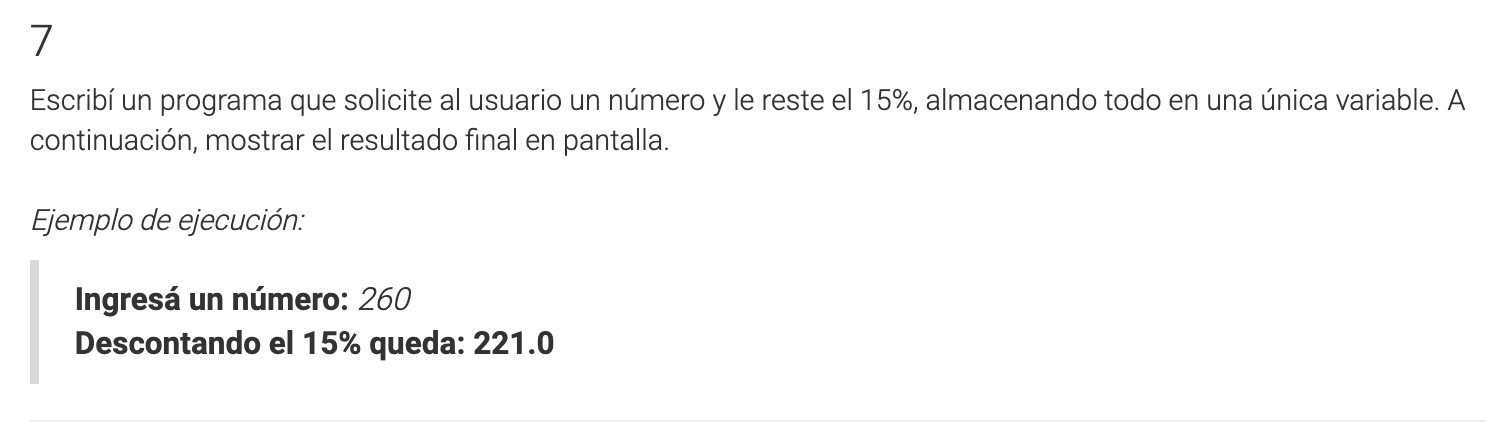 7
Escribí un programa que solicite al usuario un número y le reste el 15%, almacenando todo en una única variable. A
continuación, mostrar el resultado final en pantalla.
Ejemplo de ejecución:
Ingresá un número: 260
Descontando el 15% queda: 221.0